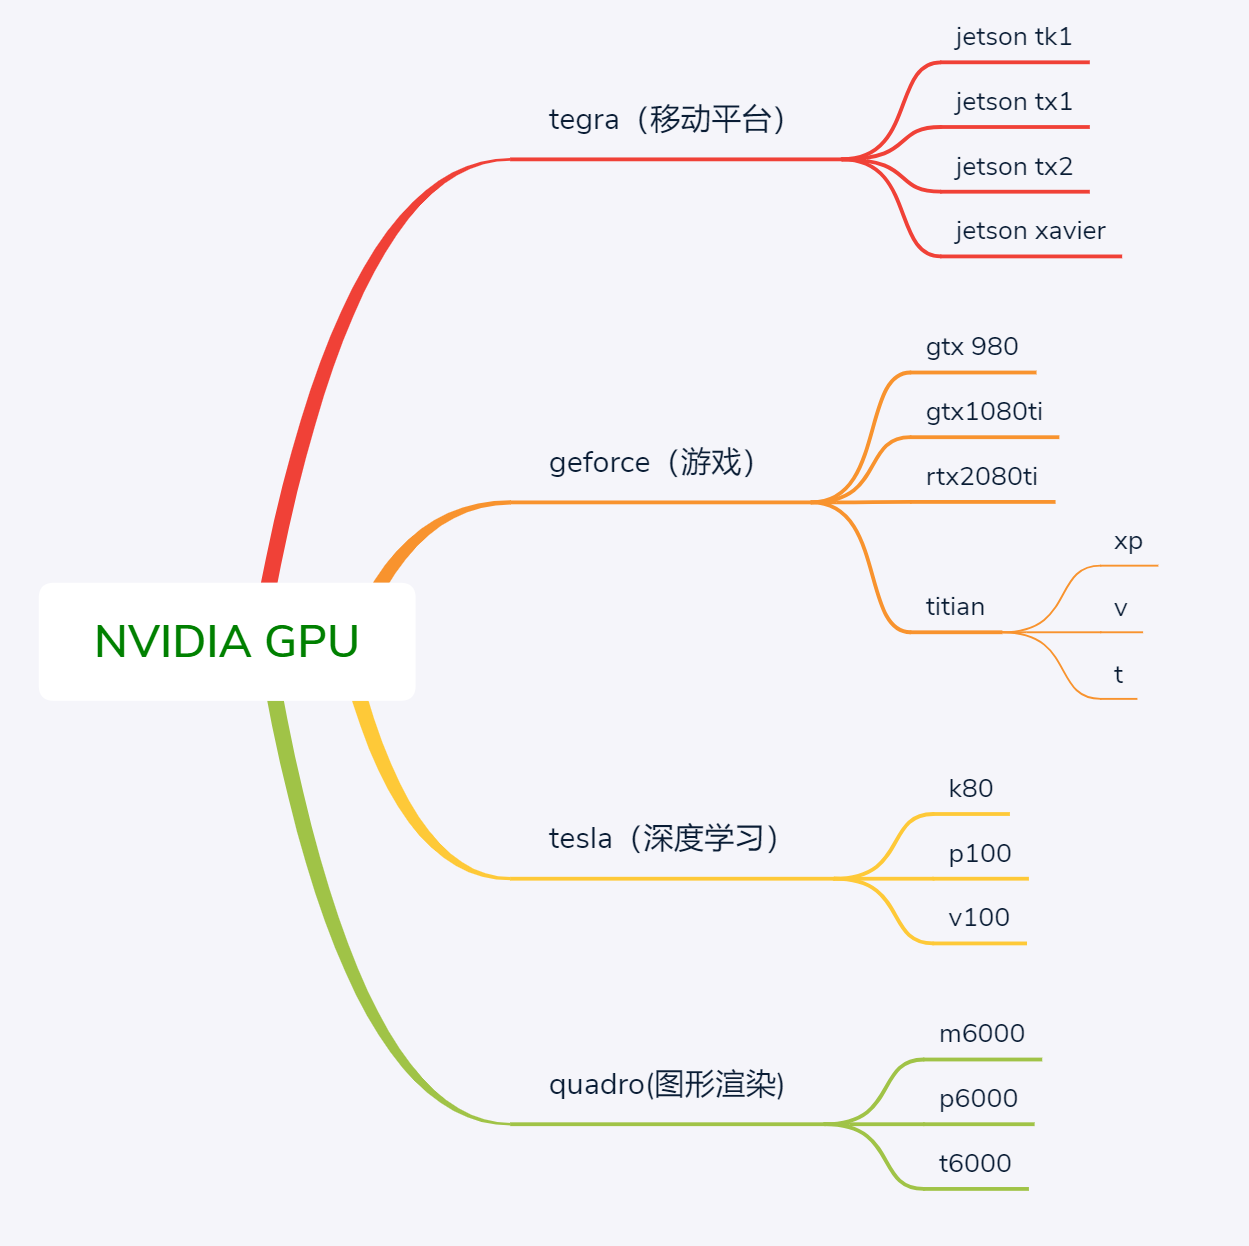 NVIDIA GPU
tegra（移动平台）
jetson tk1
jetson tx1
jetson tx2
jetson xavier
geforce（游戏）
gtx 980
gtx1080ti
rtx2080ti
titian
xp
v
t
tesla（深度学习）
k80
p100
v100
quadro(图形渲染)
m6000
p6000
t6000